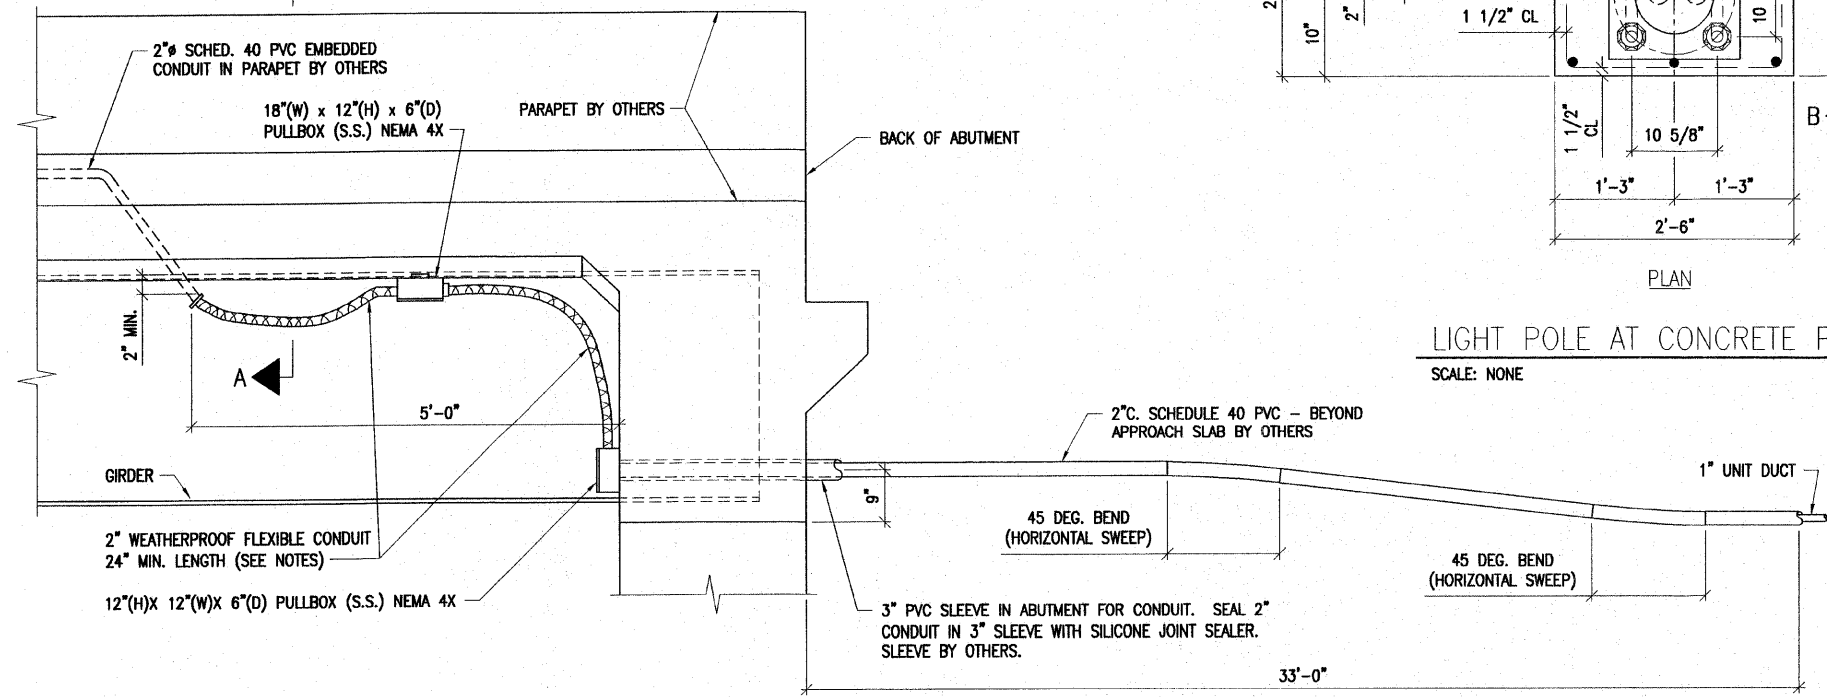 2"ø SCHED. 40 PVC EMBEDDED
CONDUIT IN PARAPET BY OTHERS
18"(W) x 12"(H) x 6"(D)
PULLBOX (S.S.) NEMA 4X
PARAPET BY OTHERS
BACK OF ABUTMENT
2" MIN.
A
5'-0"
GIRDER
2" WEATHERPROOF FLEXIBLE CONDUIT
24" MIN. LENGTH (SEE NOTES)
12"(H)X 12"(W)X 6"(D) PULLBOX (S.S.) NEMA 4X
9"
3" PVC SLEEVE IN ABUTMENT FOR CONDUIT. SEAL 2"
CONDUIT IN 3" SLEEVE WITH SILICONE JOINT SEALER.
SLEEVE BY OTHERS.
2"C. SCHEDULE 40 PVC – BEYOND
APPROACH SLAB BY OTHERS
45 DEG. BEND
(HORIZONTAL SWEEP)
45 DEG. BEND
(HORIZONTAL SWEEP)
1" UNIT DUCT
33'-0"
10"
2"
1 1/2" CL
10
1 1/2"
CL
10 5/8"
B
1'-3"
1'-3"
2'-6"
PLAN
LIGHT POLE AT CONCRETE
SCALE: NONE